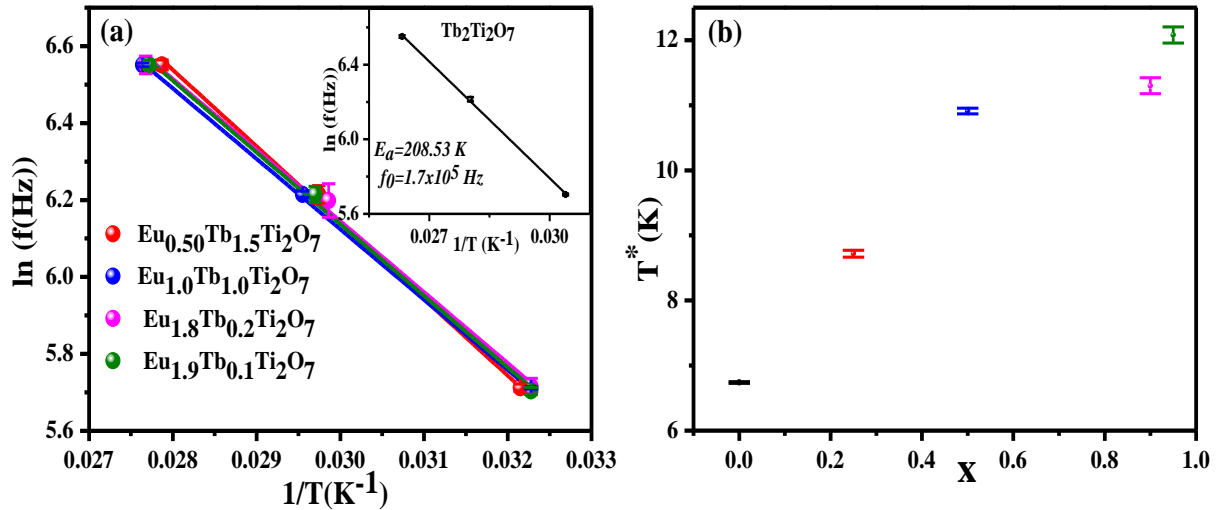 (a)
Tb2Ti2O7
6.4
6.0
5.6
ln (f(Hz))
Ea=208.53 K
f0=1.7x10^5 Hz
0.027
0.030
1/T (K^-1)
6.6
6.4
6.2
6.0
5.8
5.6
ln (f(Hz))
Eu0.50Tb1.5Ti2O7
Eu1.0Tb1.0Ti2O7
Eu1.8Tb0.2Ti2O7
Eu1.9Tb0.1Ti2O7
0.027 0.028 0.029 0.030 0.031 0.032 0.033
1/T(K^-1)
(b)
12
10
8
6
T* (K)
0.0 0.2 0.4 0.6 0.8 1.0
X